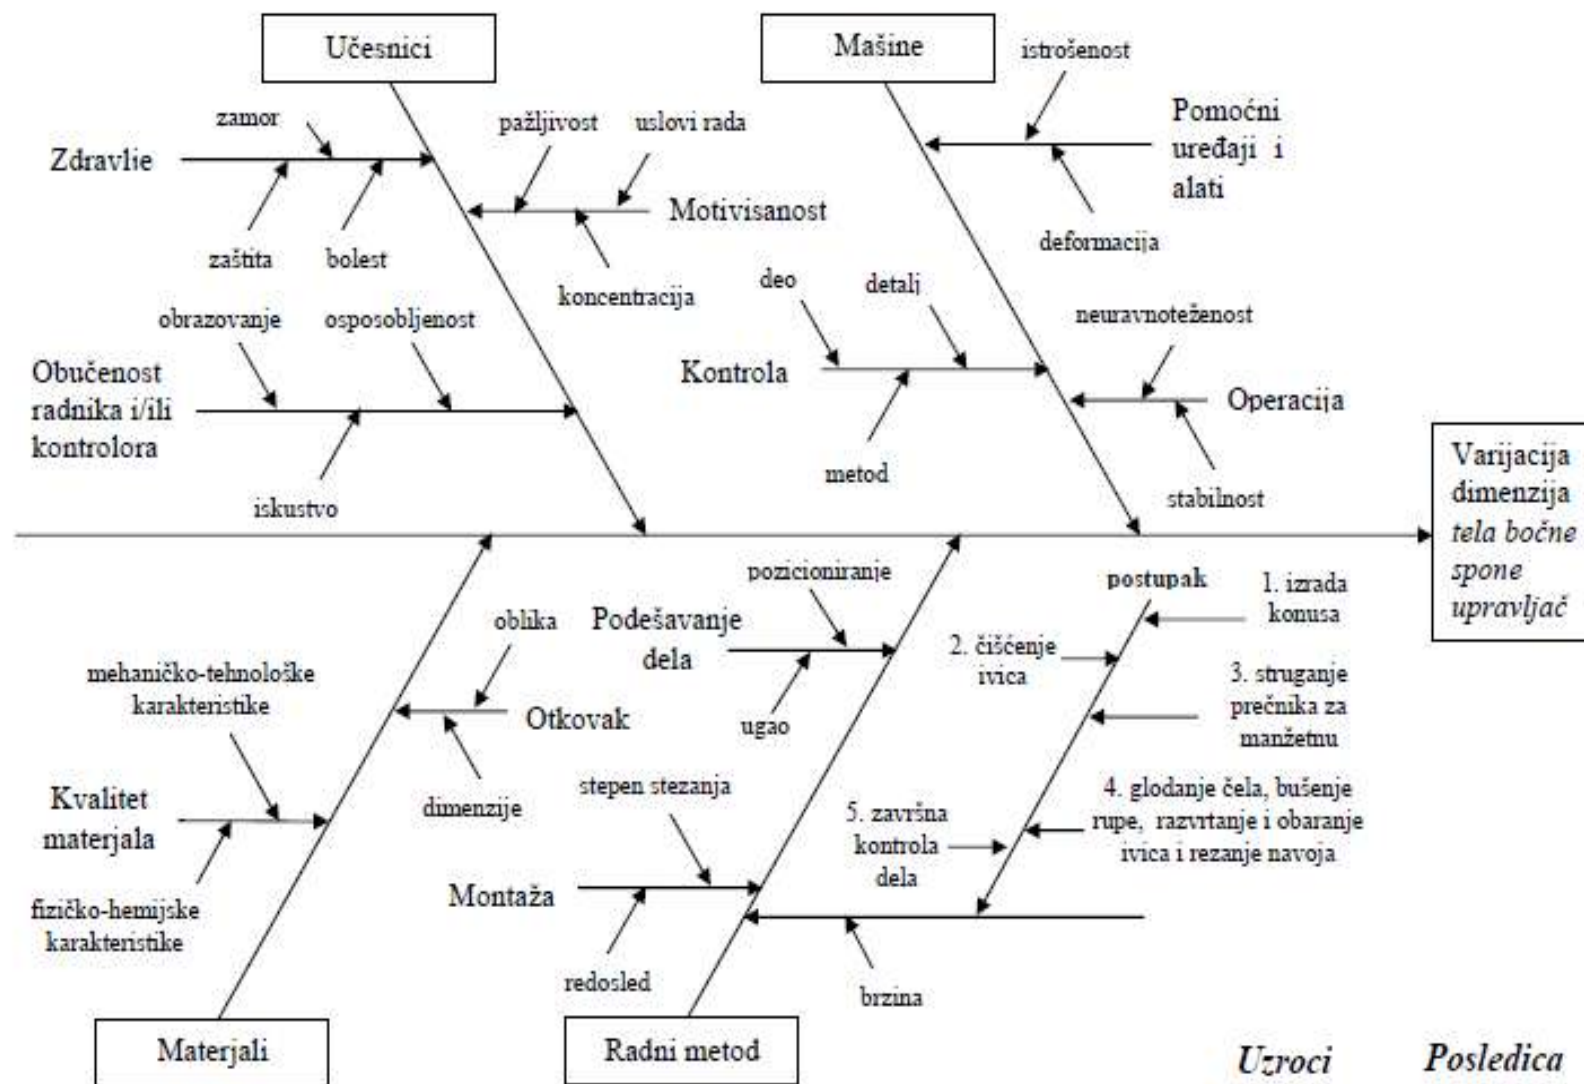 Učesnici
Mašine
istrošenost
zamor
pažljivost
uslovi rada
Pomoćni
uređaji i
alati
Zdravlje
Motivisanost
deformacija
zaštita
bolest
koncentracija
deo
detalj
obrazovanje
osposobljenost
neuravnoteženost
Obučenost
radnika i/ili
kontrolora
Kontrola
Operacija
metod
stabilnost
iskustvo
Varijacija
dimenzija
tela bočne
spone
upravljač
pozicioniranje
postupak
1. izrada
konusa
oblika
Podešavanje
dela
2. čišćenje
ivica
mehaničko-tehnološke
karakteristike
3. struganje
prečnika za
manžetnu
Otkovak
ugao
stepen stezanja
dimenzije
Kvalitet
materjala
5. završna
kontrola
dela
4. glodanje čela, bušenje
rupe, razvrtanje i obaranje
ivica i rezanje navoja
Montaža
fizičko-hemijske
karakteristike
redosled
brzina
Materjali
Radni metod
Uzroci
Posledica